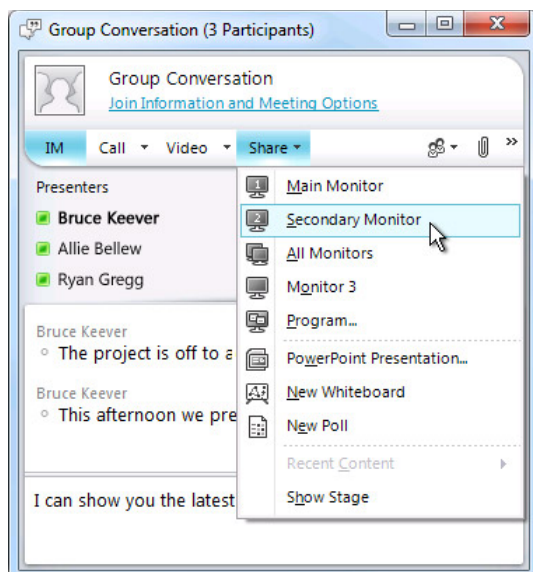 Group Conversation (3 Participants)
Group Conversation
Join Information and Meeting Options
IM Call Video Share
Presenters
Bruce Keever
Allie Bellew
Ryan Gregg
1 Main Monitor
2 Secondary Monitor
All Monitors
Monitor 3
Program...
PowerPoint Presentation...
New Whiteboard
New Poll
Recent Content
Show Stage
Bruce Keever
The project is off to a
Bruce Keever
This afternoon we pre
I can show you the latest